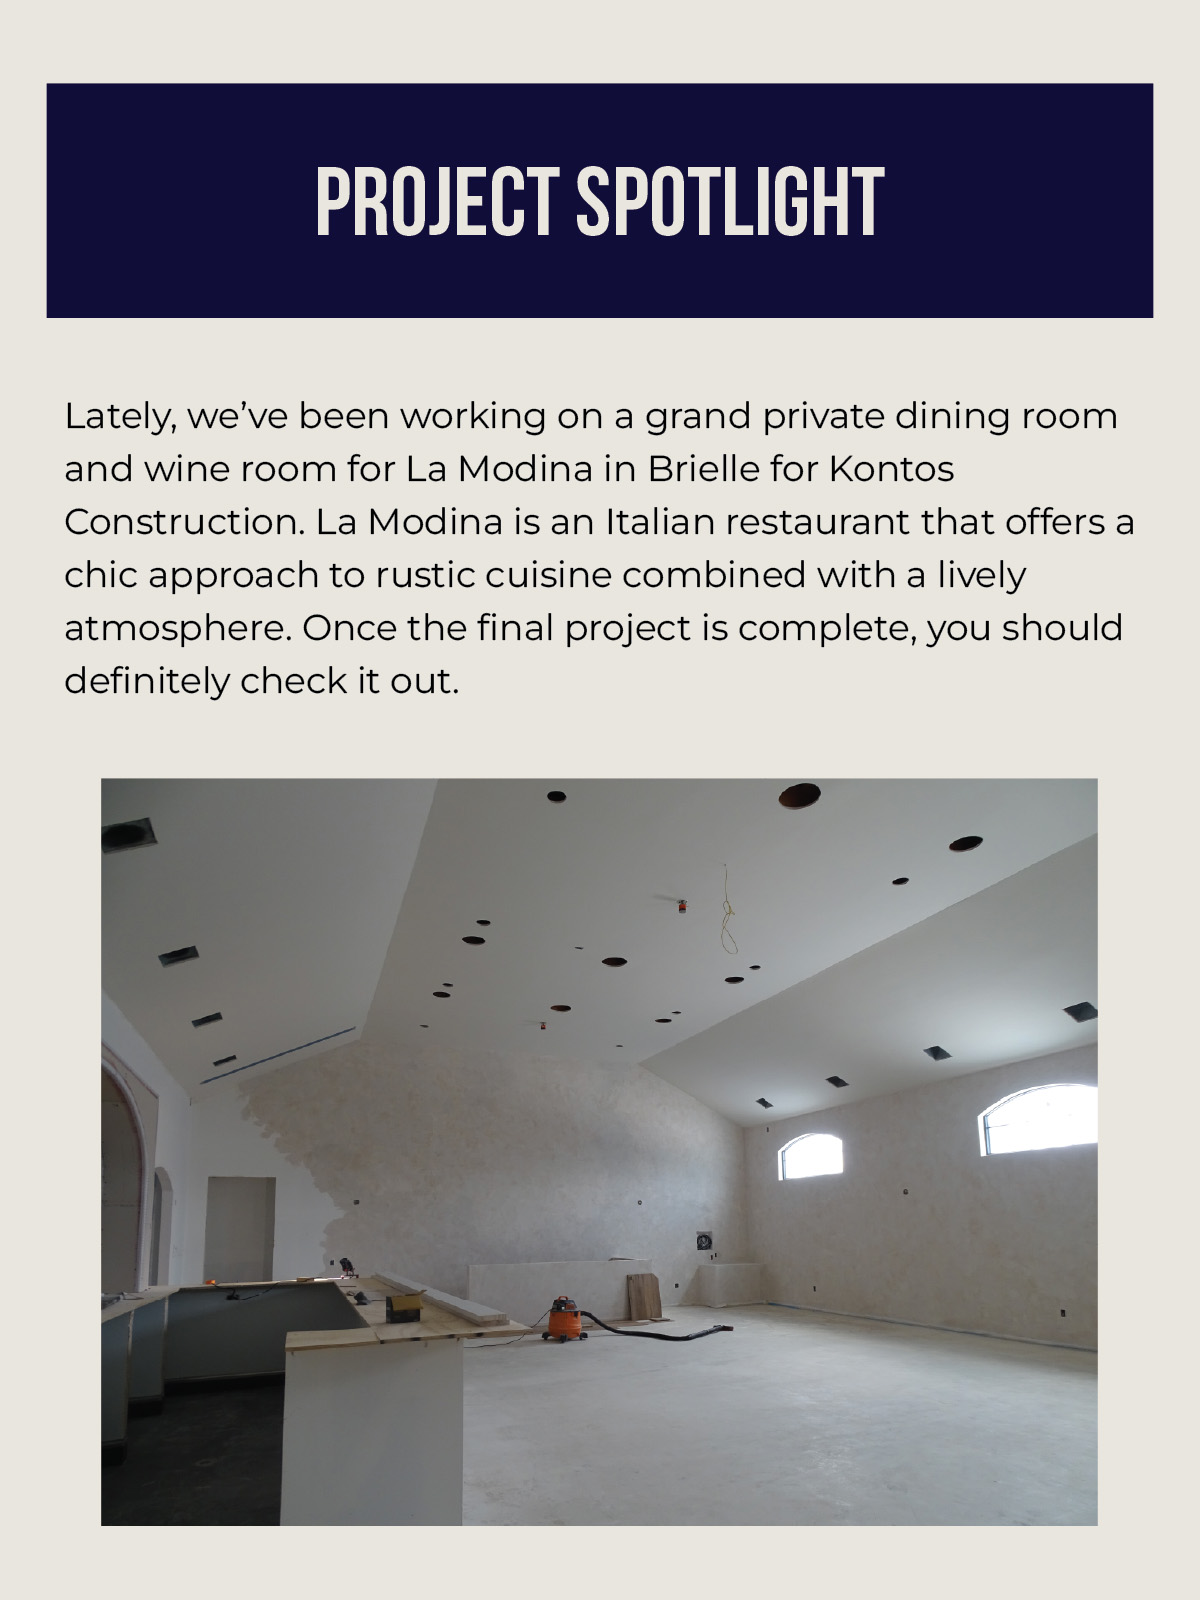 PROJECT SPOTLIGHT
Lately, we’ve been working on a grand private dining room
and wine room for La Modina in Brielle for Kontos
Construction. La Modina is an Italian restaurant that offers a
chic approach to rustic cuisine combined with a lively
atmosphere. Once the final project is complete, you should
definitely check it out.